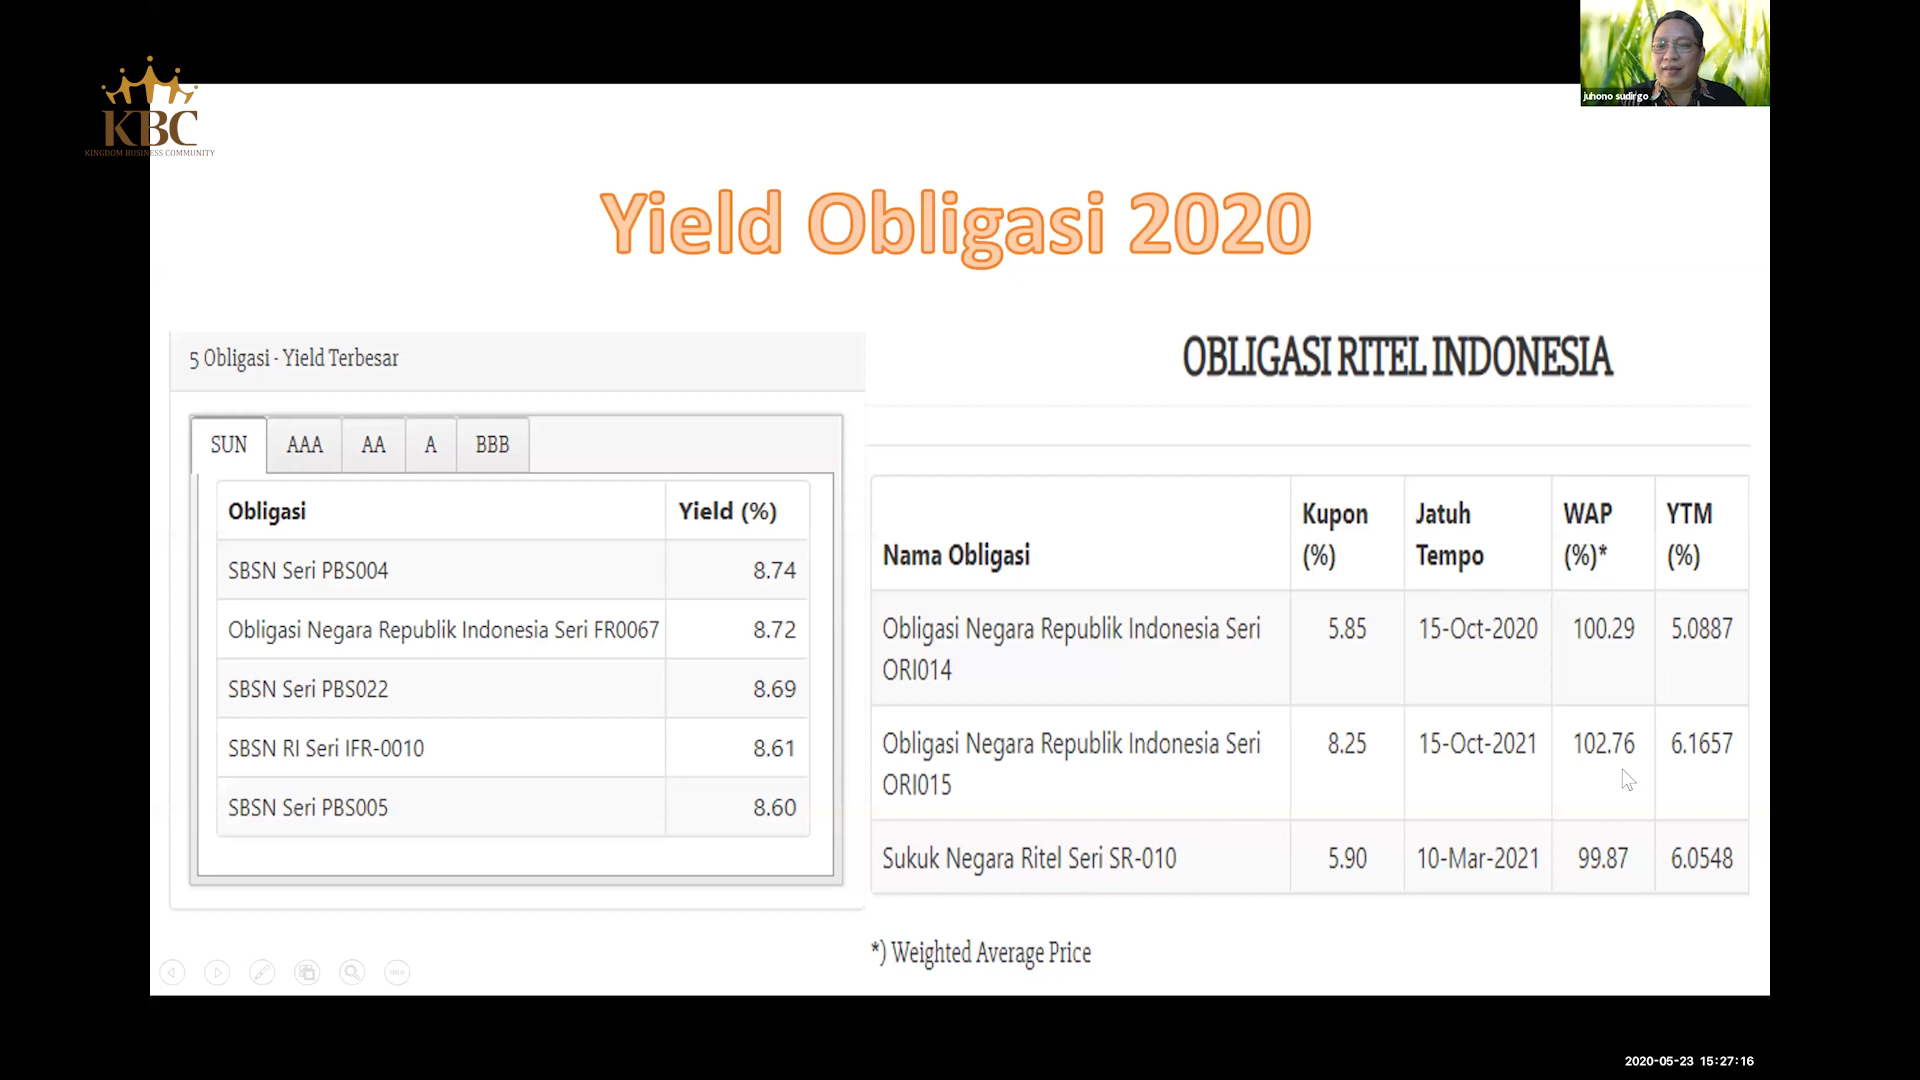 KBC
KINGDOM BUSINESS COMMUNITY
juhono sudirgo
Yield Obligasi 2020
5 Obligasi - Yield Terbesar
SUN AAA AA A BBB
Obligasi Yield (%)
SBSN Seri PBS004 8.74
Obligasi Negara Republik Indonesia Seri FR0067 8.72
SBSN Seri PBS022 8.69
SBSN RI Seri IFR-0010 8.61
SBSN Seri PBS005 8.60
OBLIGASI RITEL INDONESIA
Nama Obligasi Kupon (%) Jatuh Tempo WAP (%)* YTM (%)
Obligasi Negara Republik Indonesia Seri ORI014 5.85 15-Oct-2020 100.29 5.0887
Obligasi Negara Republik Indonesia Seri ORI015 8.25 15-Oct-2021 102.76 6.1657
Sukuk Negara Ritel Seri SR-010 5.90 10-Mar-2021 99.87 6.0548
*) Weighted Average Price
2020-05-23 15:27:16